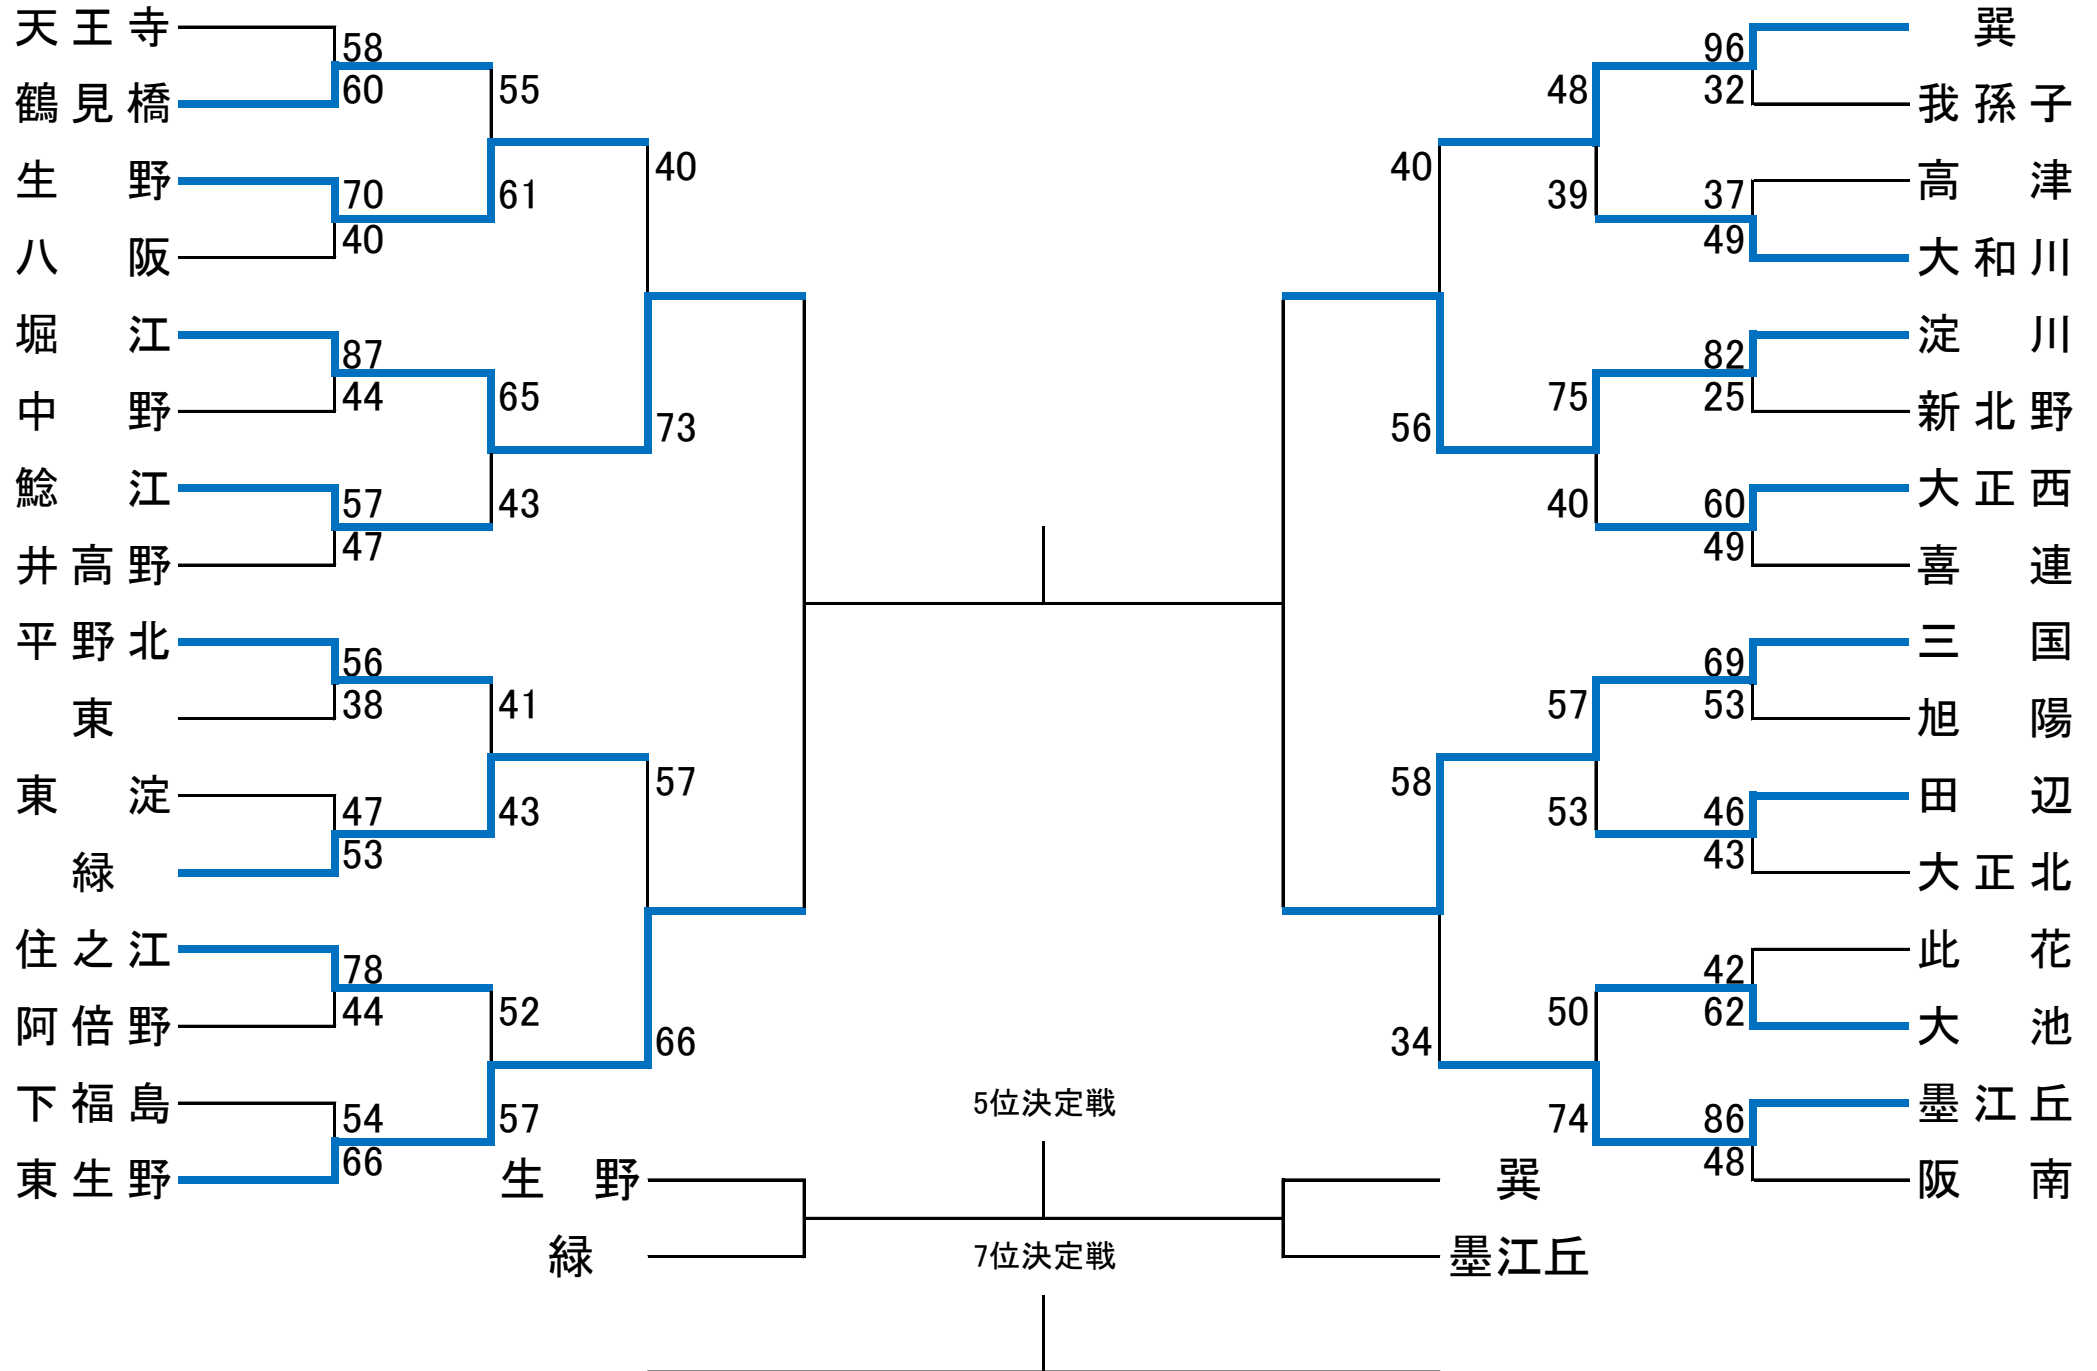 天王寺
58
60
鶴見橋
55
生野
70
40
61
八阪
40
堀江
87
44
65
中野
鯰江
57
47
43
井高野
73
平野北
56
38
41
東
東淀
47
53
43
緑
57
住之江
78
44
52
阿倍野
下福島
54
66
57
東生野
66
巽
96
32
48
我孫子
高津
37
49
39
大和川
40
淀川
82
25
75
新北野
大正西
60
49
40
喜連
56
三国
69
53
57
旭陽
田辺
46
43
53
大正北
58
此花
42
62
50
大池
墨江丘
86
48
74
阪南
34
5位決定戦
生野
緑
巽
墨江丘
7位決定戦